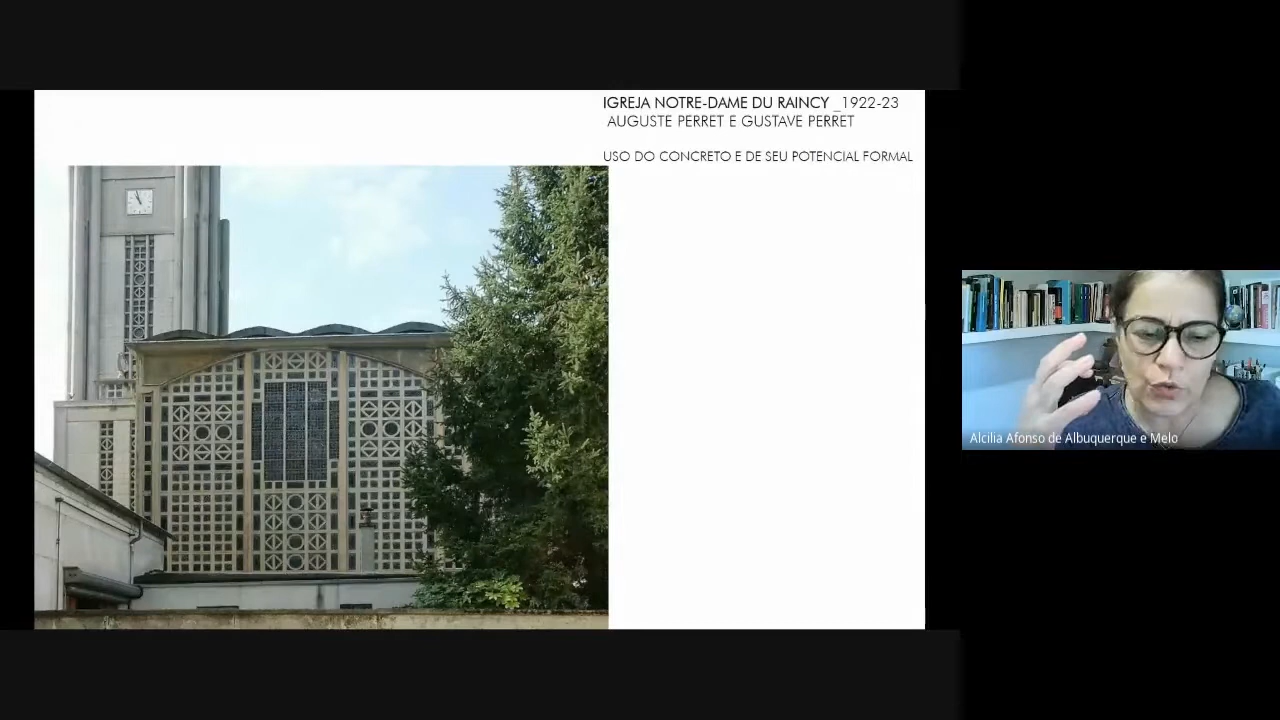 IGREJA NOTRE-DAME DU RAINCY _1922-23
AUGUSTE PERRET E GUSTAVE PERRET
USO DO CONCRETO E DE SEU POTENCIAL FORMAL
Alcilia Afonso de Albuquerque e Melo